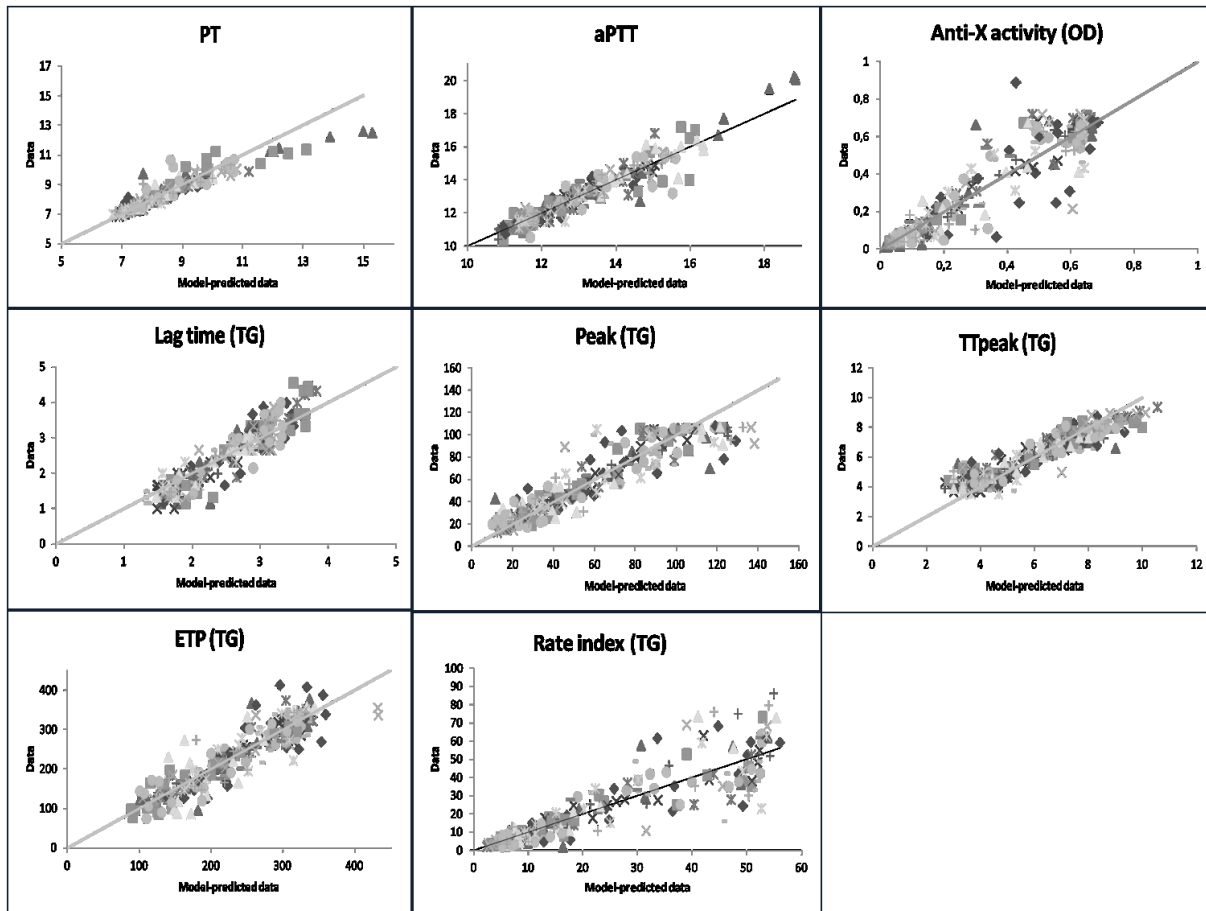 PT
17
15
13
11
9
7
5
Data
5 7 9 11 13 15
Model-predicted data
aPTT
20
18
16
14
12
10
Data
10 12 14 16 18
Model-predicted data
Anti-X activity (OD)
1
0,8
0,6
0,4
0,2
0
Data
0 0,2 0,4 0,6 0,8 1
Model-predicted data
Lag time (TG)
5
4
3
2
1
0
Data
0 1 2 3 4 5
Model-predicted data
Peak (TG)
160
140
120
100
80
60
40
20
0
Data
0 20 40 60 80 100 120 140 160
Model-predicted data
TTpeak (TG)
12
10
8
6
4
2
0
Data
0 2 4 6 8 10 12
Model-predicted data
ETP (TG)
400
300
200
100
0
Data
0 100 200 300 400
Model-predicted data
Rate index (TG)
100
90
80
70
60
50
40
30
20
10
0
Data
0 10 20 30 40 50 60
Model-predicted data